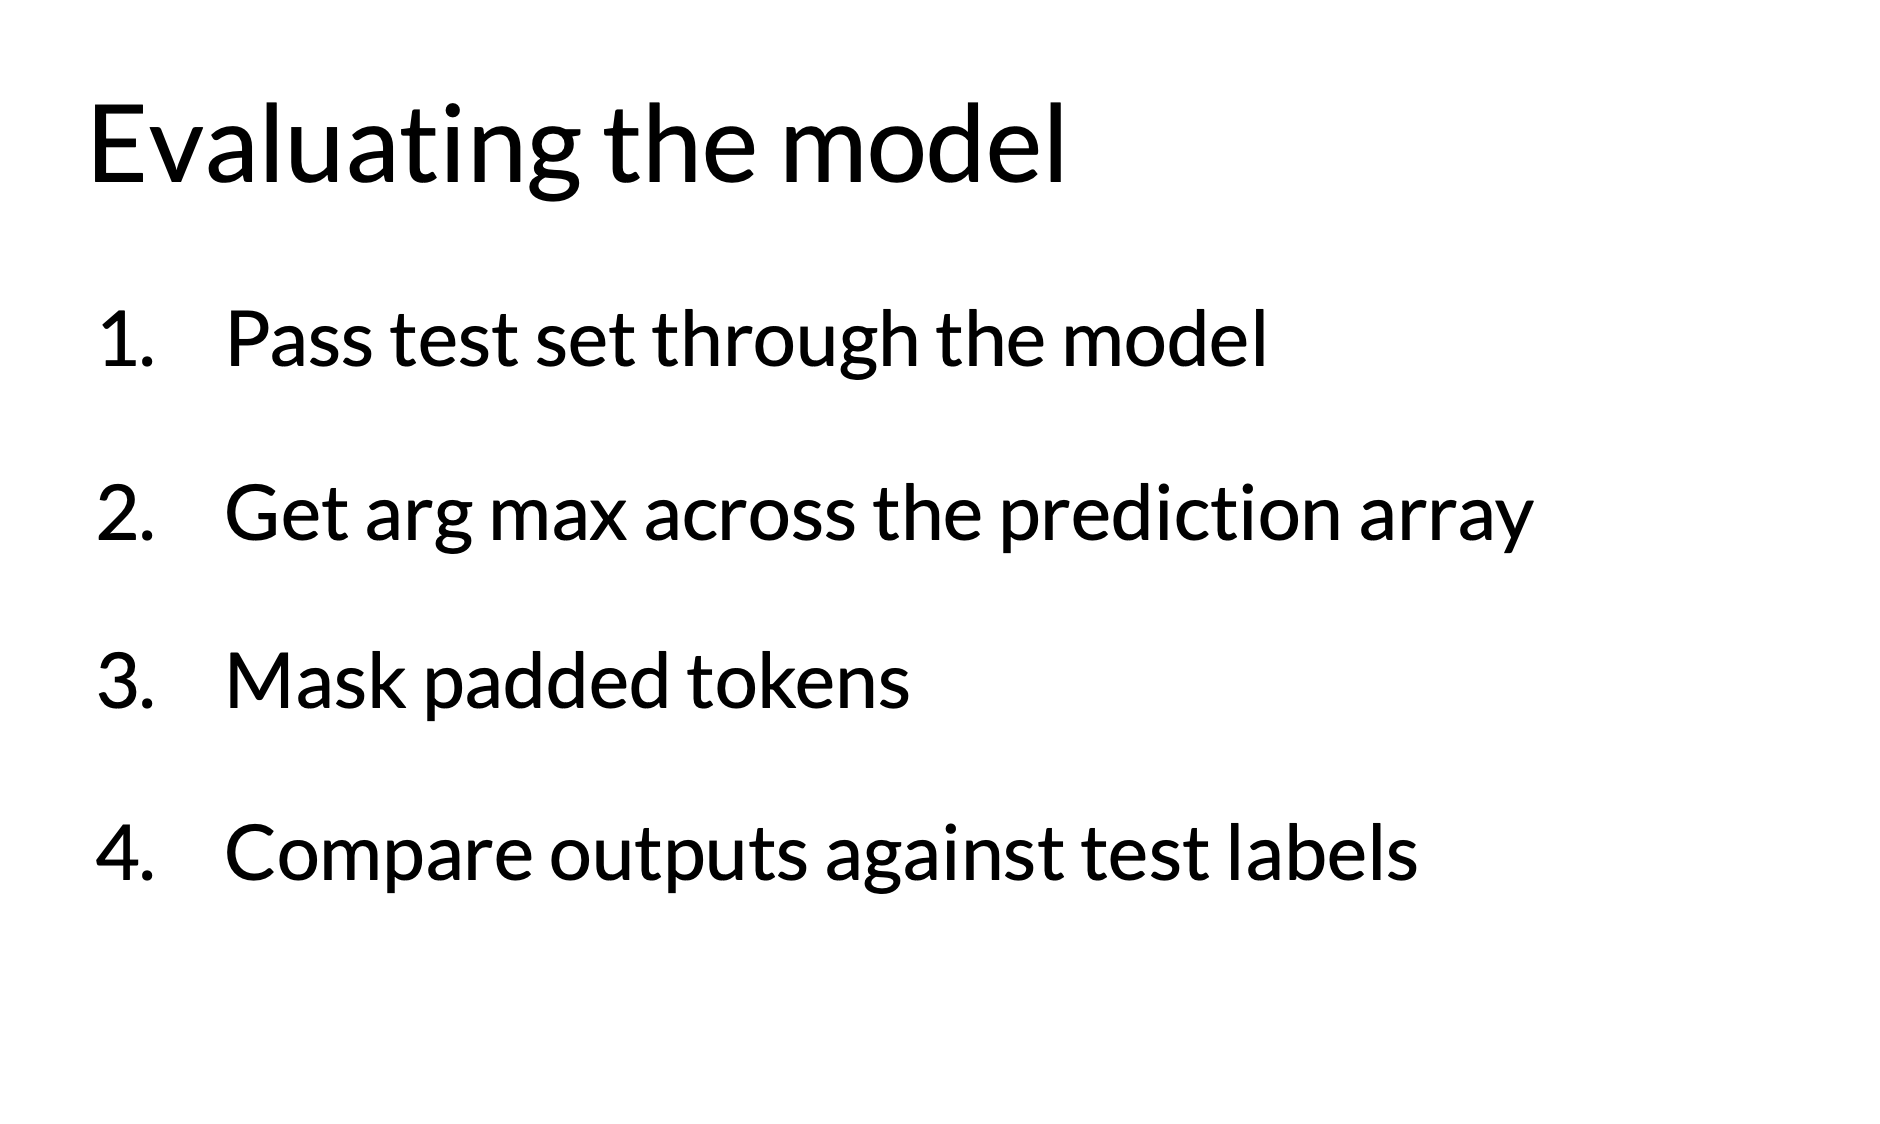 Evaluating the model
1. Pass test set through the model
2. Get arg max across the prediction array
3. Mask padded tokens
4. Compare outputs against test labels